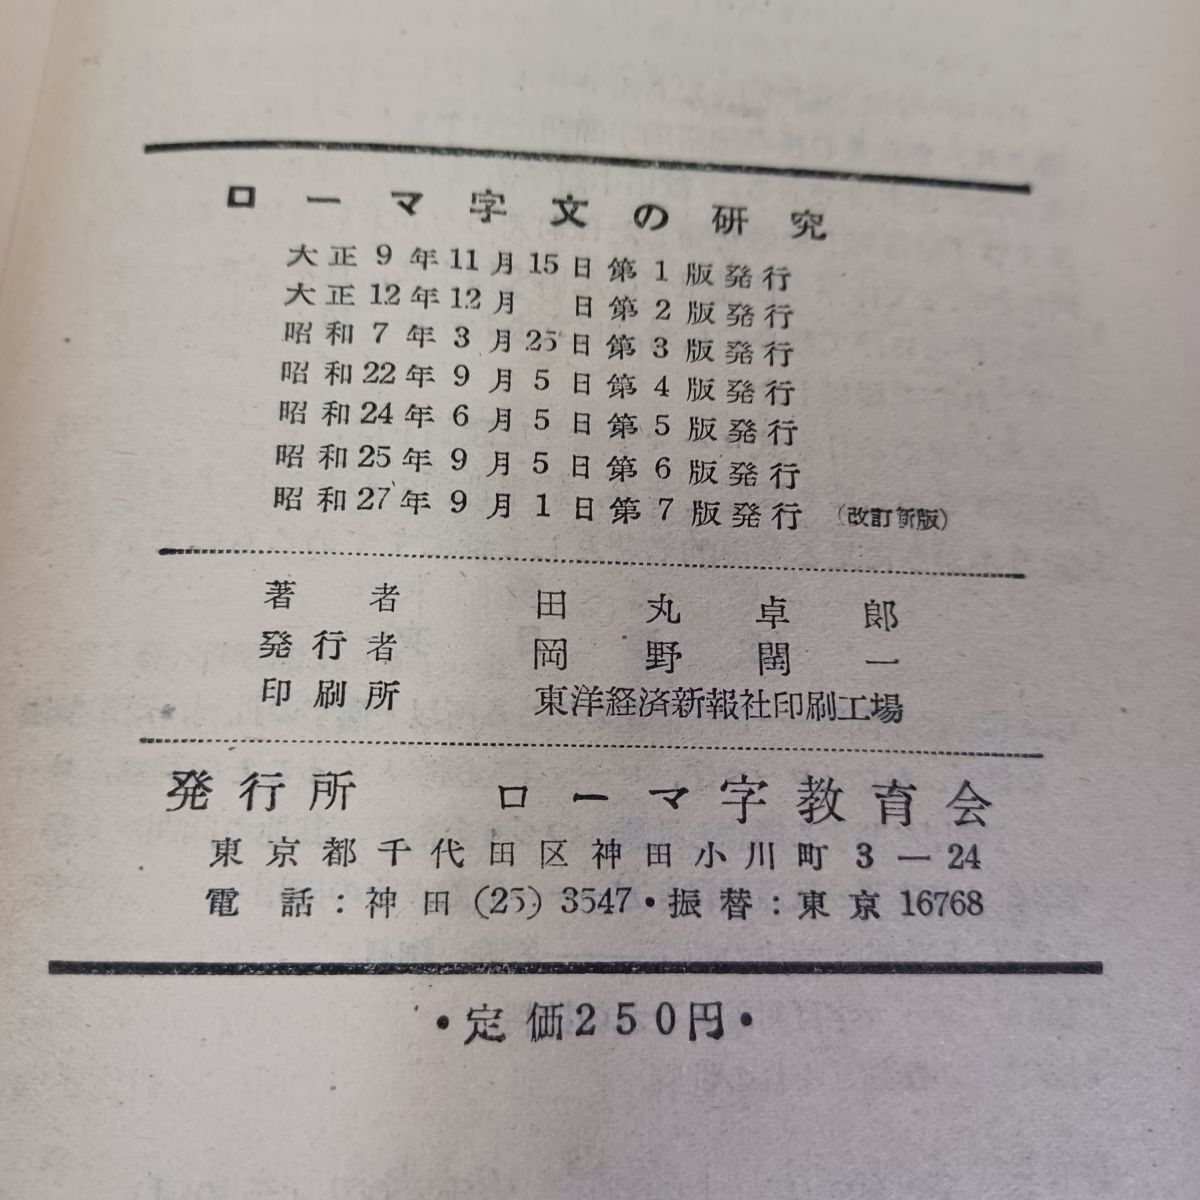 ローマ字文の研究
大正9年11月15日第1版発行
大正12年12月 日第2版発行
昭和7年3月25日第3版発行
昭和22年9月5日第4版発行
昭和24年6月5日第5版発行
昭和25年9月5日第6版発行
昭和27年9月1日第7版発行 (改訂新版)
著者 田丸卓郎
発行者 岡野閏一
印刷所 東洋経済新報社印刷工場
発行所 ローマ字教育会
東京都千代田区神田小川町3—24
電話:神田(25)3547・振替:東京16768
・定価250円・